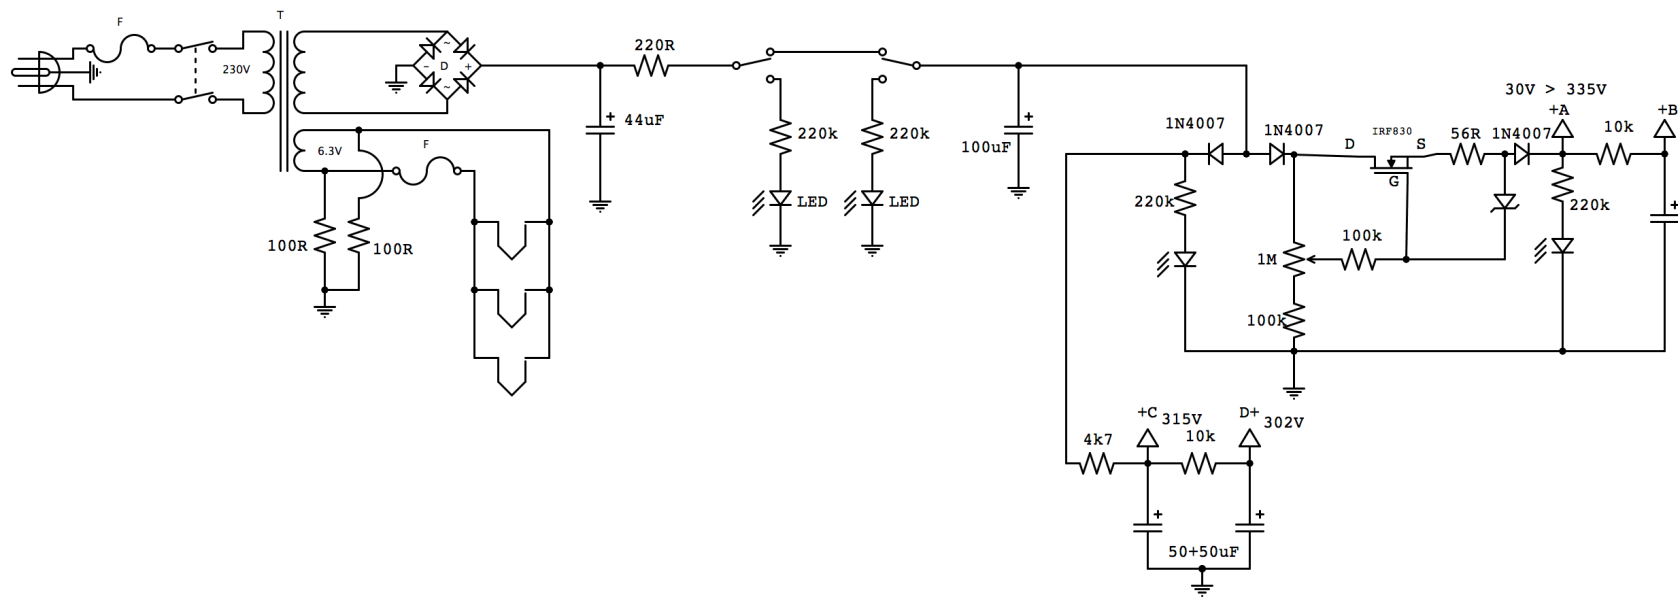 F
T
230V
~
- D +
~
6.3V
F
100R
100R
220R
+
44uF
220k
220k
LED
LED
+
100uF
30V > 335V
+A
+B
1N4007
1N4007
D
IRF830
S
G
56R
1N4007
10k
220k
1M
100k
220k
+
100k
+C
315V
D+
302V
4k7
10k
+
+
50+50uF